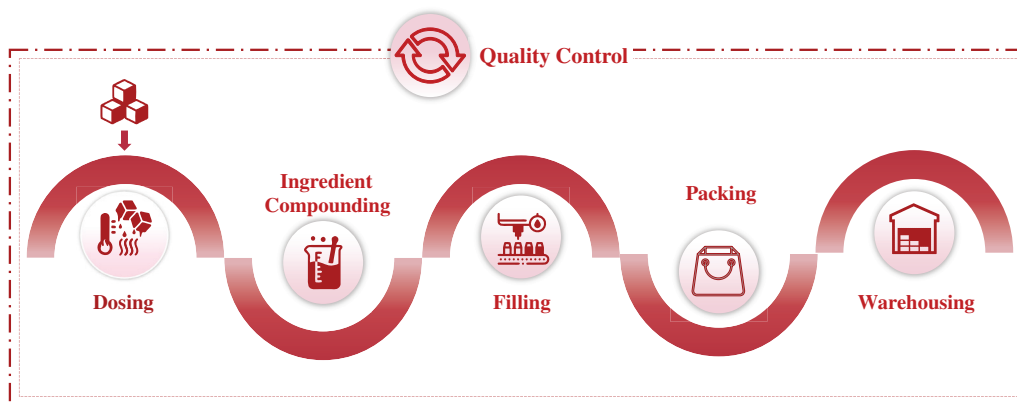 Quality Control
Ingredient
Compounding
Packing
Dosing
Filling
Warehousing